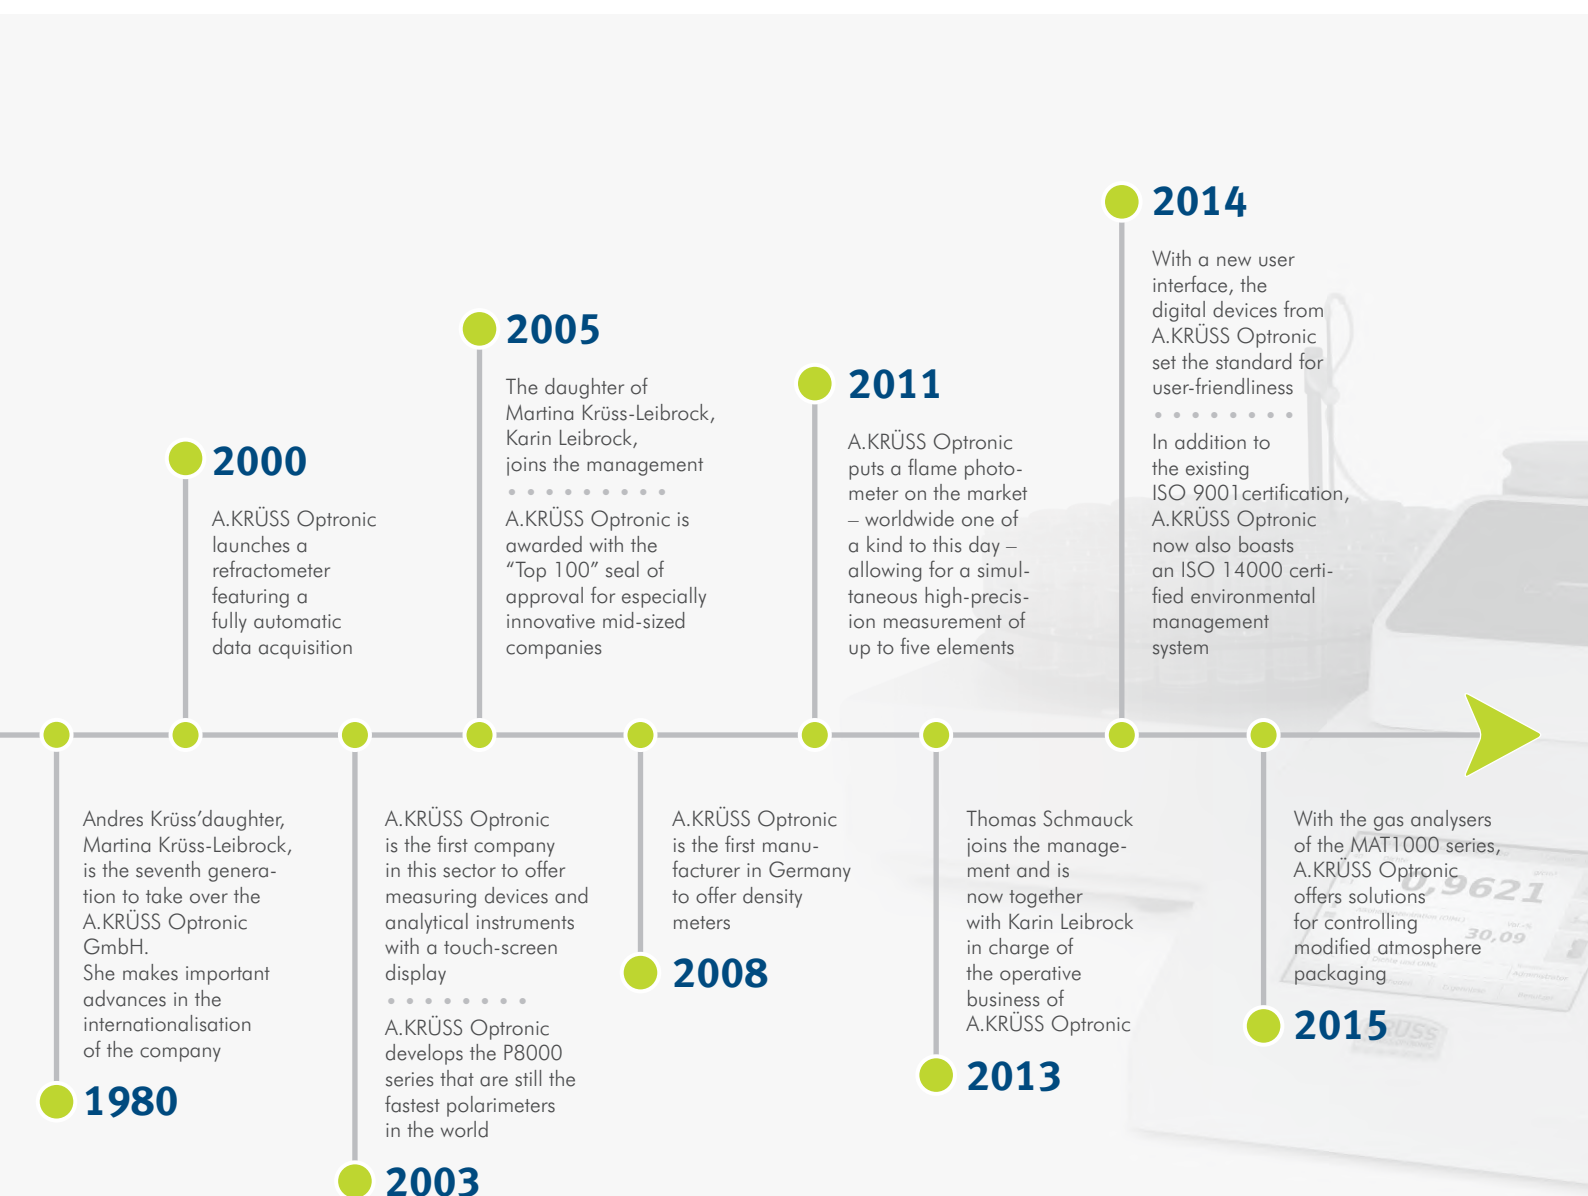 2014
With a new user
interface, the
digital devices from
A.KRÜSS Optronic
set the standard for
user-friendliness
In addition to
the existing
ISO 9001certification,
A.KRÜSS Optronic
now also boasts
an ISO 14000 certi-
fied environmental
management
system
2005
The daughter of
Martina Krüss-Leibrock,
Karin Leibrock,
joins the management
A.KRÜSS Optronic is
awarded with the
“Top 100” seal of
approval for especially
innovative mid-sized
companies
2011
A.KRÜSS Optronic
puts a flame photo-
meter on the market
– worldwide one of
a kind to this day –
allowing for a simul-
taneous high-precis-
ion measurement of
up to five elements
2000
A.KRÜSS Optronic
launches a
refractometer
featuring a
fully automatic
data acquisition
Andres Krüss’daughter,
Martina Krüss-Leibrock,
is the seventh genera-
tion to take over the
A.KRÜSS Optronic
GmbH.
She makes important
advances in the
internationalisation
of the company
1980
A.KRÜSS Optronic
is the first company
in this sector to offer
measuring devices and
analytical instruments
with a touch-screen
display
A.KRÜSS Optronic
develops the P8000
series that are still the
fastest polarimeters
in the world
2003
A.KRÜSS Optronic
is the first manu-
facturer in Germany
to offer density
meters
2008
Thomas Schmauck
joins the manage-
ment and is
now together
with Karin Leibrock
in charge of
the operative
business of
A.KRÜSS Optronic
2013
With the gas analysers
of the MAT1000 series,
A.KRÜSS Optronic
offers solutions
for controlling
modified atmosphere
packaging
2015
0,9621
30,09
KRÜSS